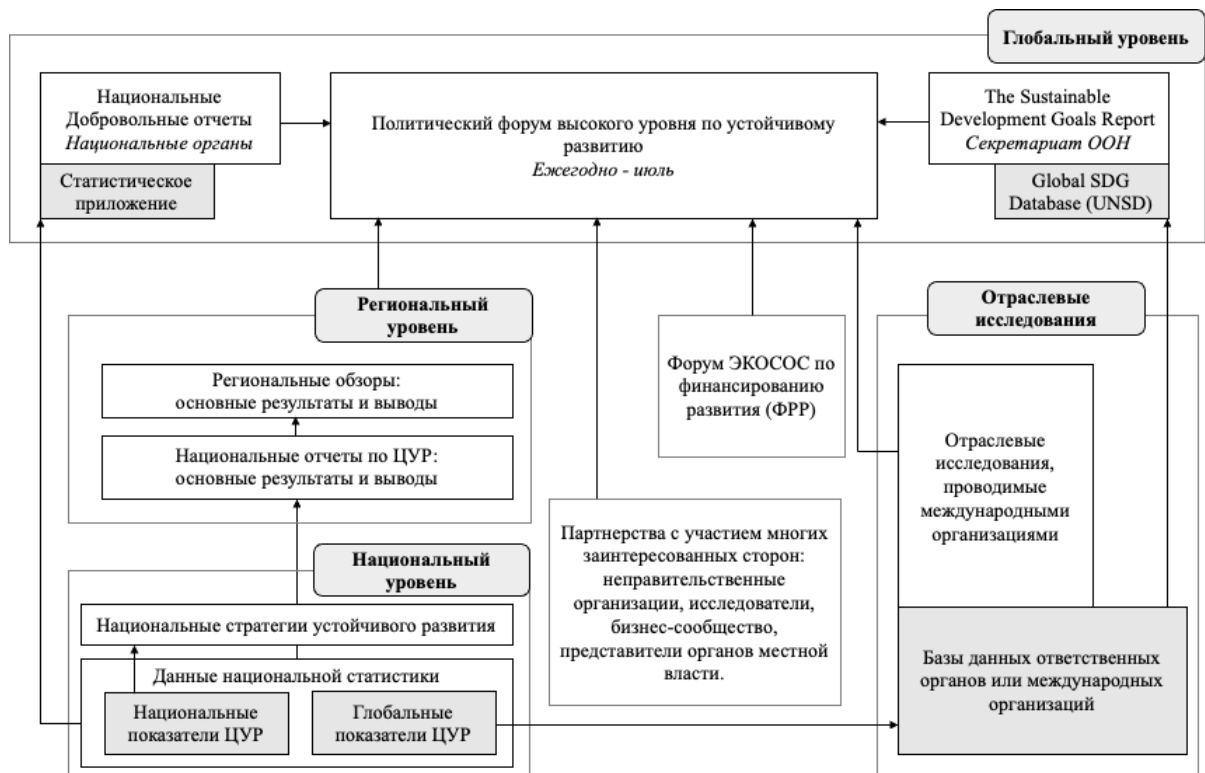 Глобальный уровень
Национальные
Добровольные отчеты
Национальные органы
Статистическое
приложение
Политический форум высокого уровня по устойчивому
развитию
Ежегодно - июль
The Sustainable
Development Goals Report
Секретариат ООН
Global SDG
Database (UNSD)
Региональный
уровень
Региональные обзоры:
основные результаты и выводы
Национальные отчеты по ЦУР:
основные результаты и выводы
Форум ЭКОСОС по
финансированию
развития (ФРР)
Отраслевые
исследования
Отраслевые
исследования,
проводимые
международными
организациями
Базы данных ответственных
органов или международных
организаций
Партнерства с участием многих
заинтересованных сторон:
неправительственные
организации, исследователи,
бизнес-сообщество,
представители органов местной
власти.
Национальный
уровень
Национальные стратегии устойчивого развития
Данные национальной статистики
Национальные
показатели ЦУР
Глобальные
показатели ЦУР